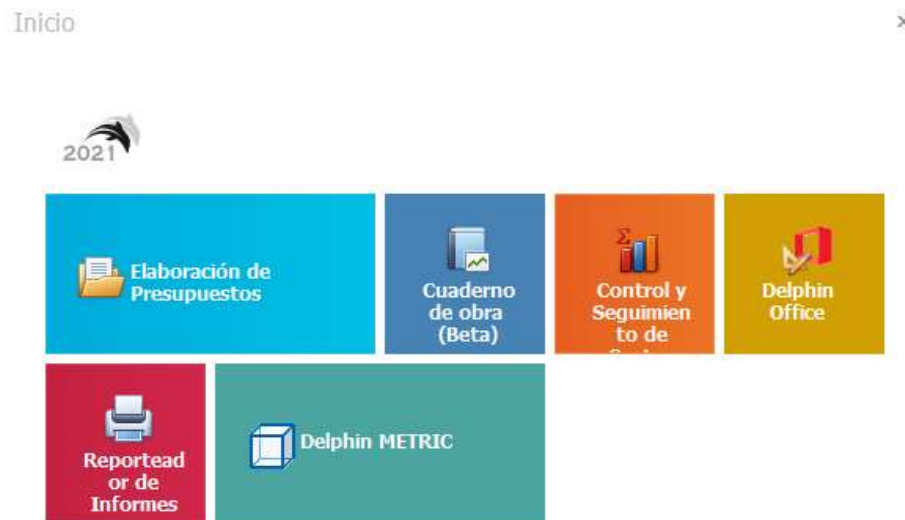 Inicio
2021
Elaboración de
Presupuestos
Cuaderno
de obra
(Beta)
Control y
Seguimien
to de
Delphin
Office
Reportead
or de
Informes
Delphin METRIC